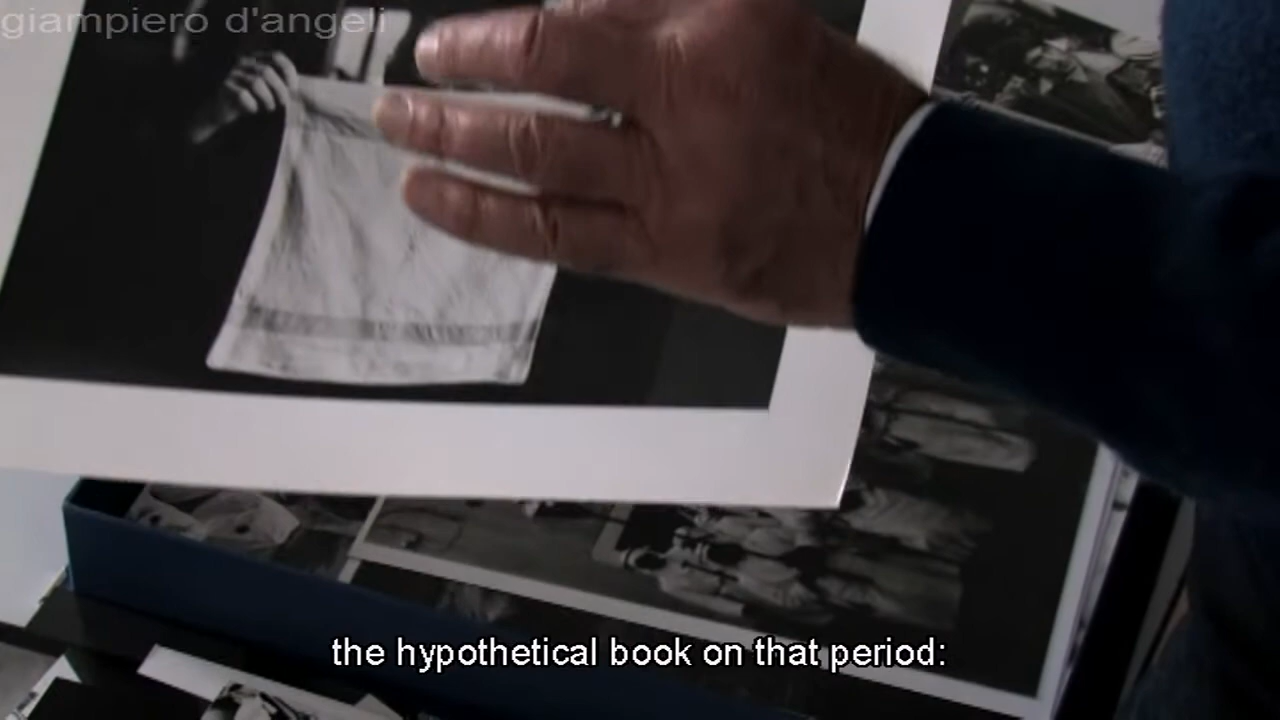 giampiero d'angeli
the hypothetical book on that period: